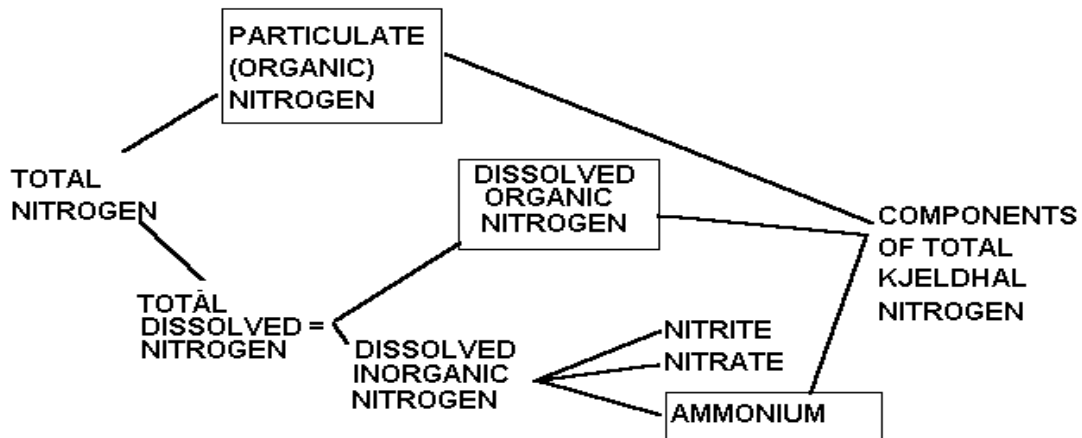 PARTICULATE
(ORGANIC)
NITROGEN
TOTAL
NITROGEN
DISSOLVED
ORGANIC
NITROGEN
COMPONENTS
OF TOTAL
KJELDHAL
NITROGEN
TOTAL
DISSOLVED =
NITROGEN
DISSOLVED
INORGANIC
NITROGEN
NITRITE
NITRATE
AMMONIUM